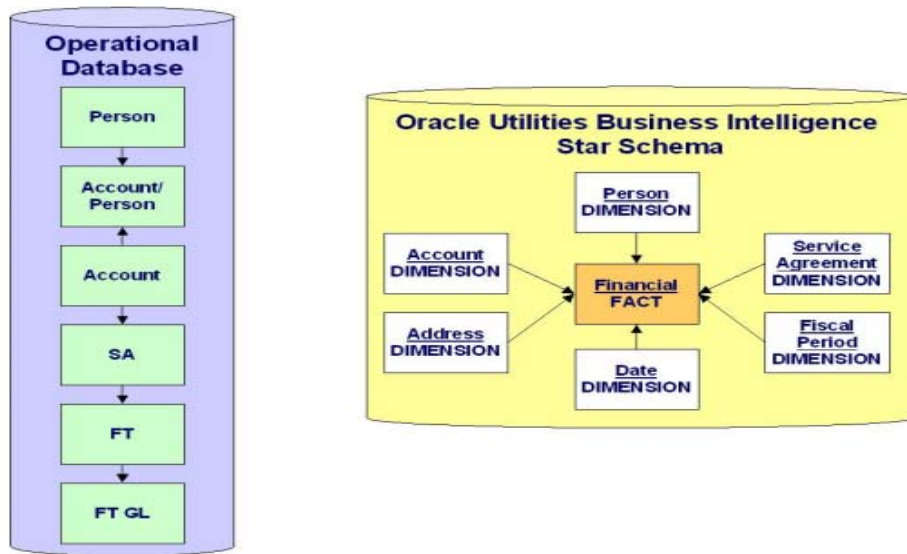 Operational
Database
Person
Account/
Person
Account
SA
FT
FT GL
Oracle Utilities Business Intelligence
Star Schema
Person
DIMENSION
Account
DIMENSION
Service
Agreement
DIMENSION
Financial
FACT
Address
DIMENSION
Fiscal
Period
DIMENSION
Date
DIMENSION